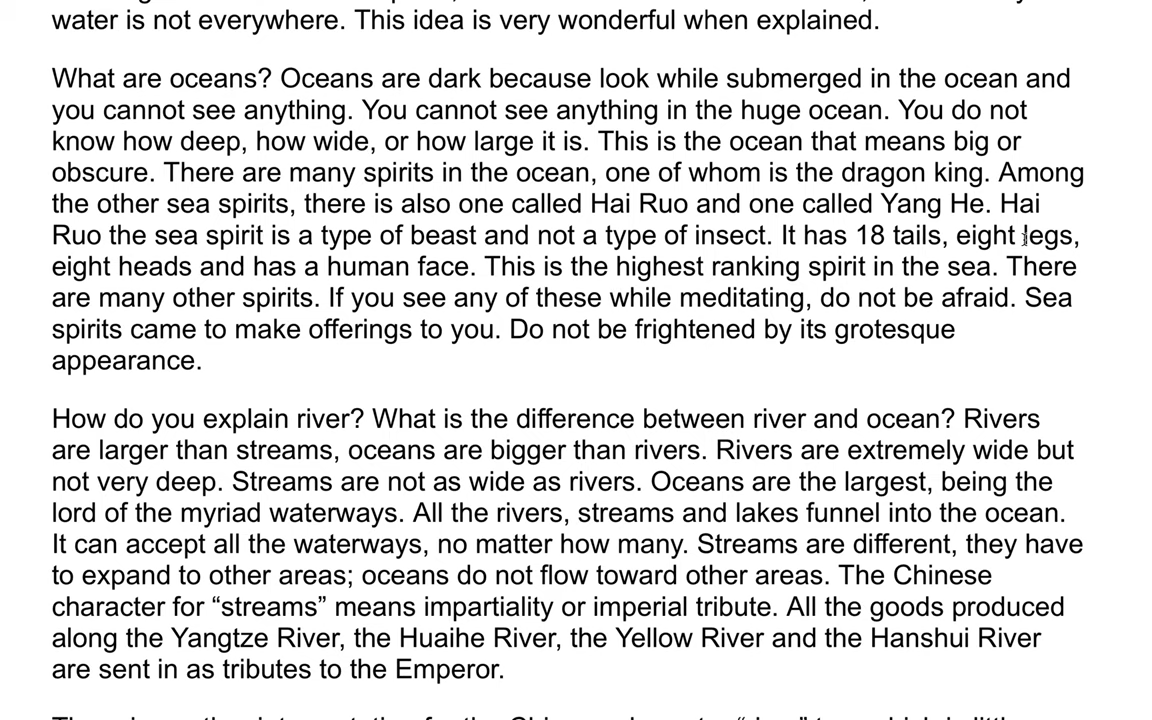 water is not everywhere. This idea is very wonderful when explained.
What are oceans? Oceans are dark because look while submerged in the ocean and
you cannot see anything. You cannot see anything in the huge ocean. You do not
know how deep, how wide, or how large it is. This is the ocean that means big or
obscure. There are many spirits in the ocean, one of whom is the dragon king. Among
the other sea spirits, there is also one called Hai Ruo and one called Yang He. Hai
Ruo the sea spirit is a type of beast and not a type of insect. It has 18 tails, eight legs,
eight heads and has a human face. This is the highest ranking spirit in the sea. There
are many other spirits. If you see any of these while meditating, do not be afraid. Sea
spirits came to make offerings to you. Do not be frightened by its grotesque
appearance.
How do you explain river? What is the difference between river and ocean? Rivers
are larger than streams, oceans are bigger than rivers. Rivers are extremely wide but
not very deep. Streams are not as wide as rivers. Oceans are the largest, being the
lord of the myriad waterways. All the rivers, streams and lakes funnel into the ocean.
It can accept all the waterways, no matter how many. Streams are different, they have
to expand to other areas; oceans do not flow toward other areas. The Chinese
character for “streams” means impartiality or imperial tribute. All the goods produced
along the Yangtze River, the Huaihe River, the Yellow River and the Hanshui River
are sent in as tributes to the Emperor.